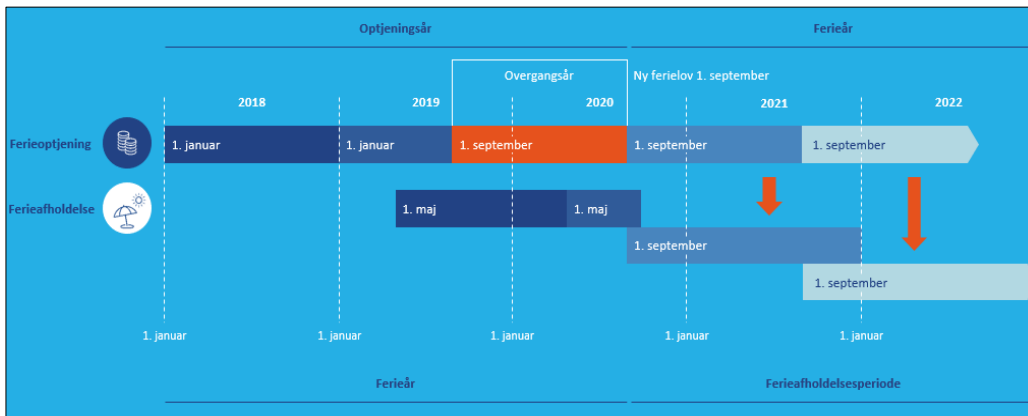 Optjeningsår
Ferieår
Overgangsår
Ny ferielov 1. september
2018
2019
2020
2021
2022
Ferieoptjening
1. januar
1. januar
1. september
1. september
1. september
Ferieafholdelse
1. maj
1. maj
1. september
1. september
1. januar
1. januar
1. januar
1. januar
1. januar
Ferieår
Ferieafholdelsesperiode